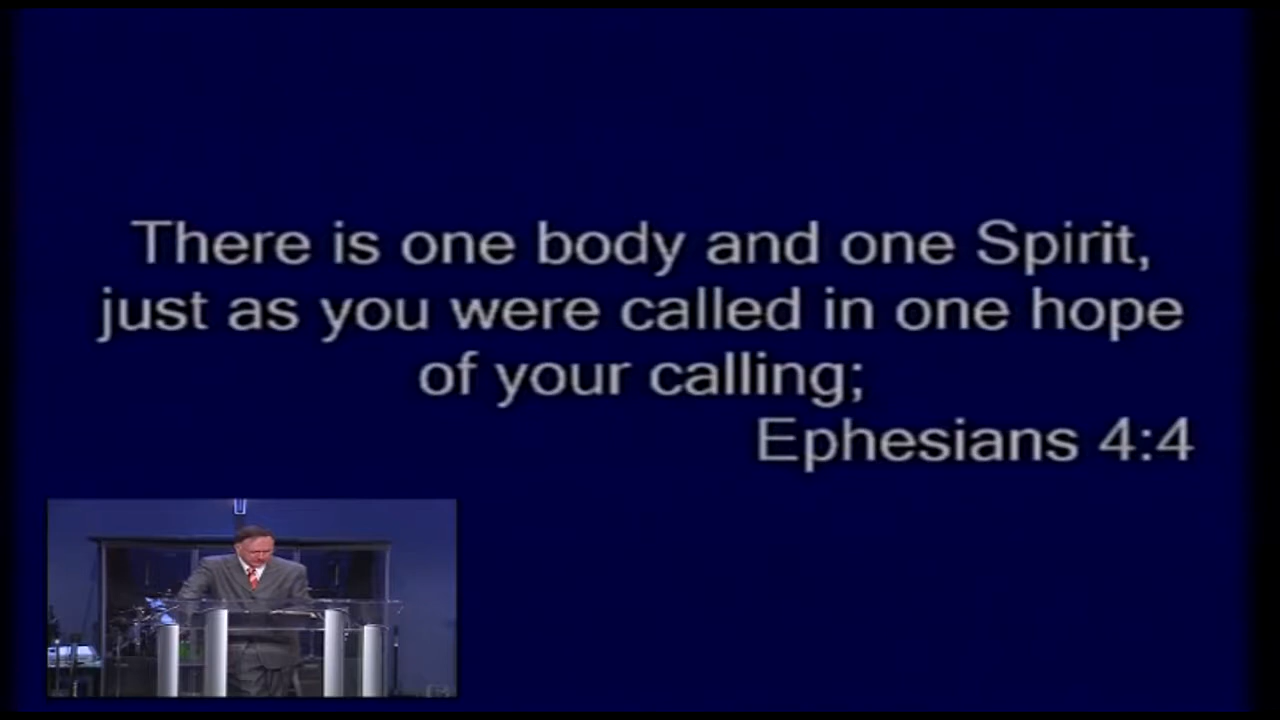 There is one body and one Spirit,
just as you were called in one hope
of your calling;
Ephesians 4:4